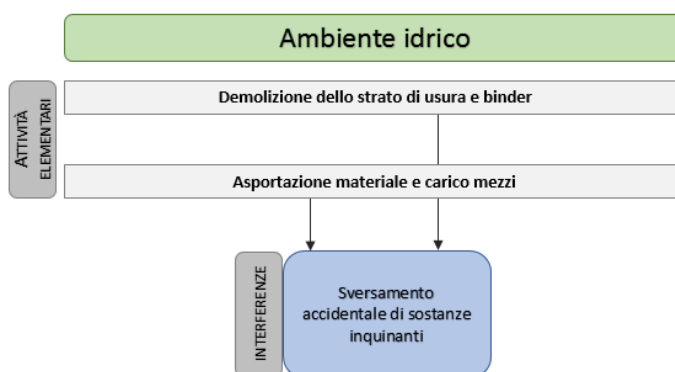 Ambiente idrico
ATTIVITÀ
ELEMENTARI
Demolizione dello strato di usura e binder
Asportazione materiale e carico mezzi
INTERFERENZE
Sversamento
accidentale di sostanze
inquinanti